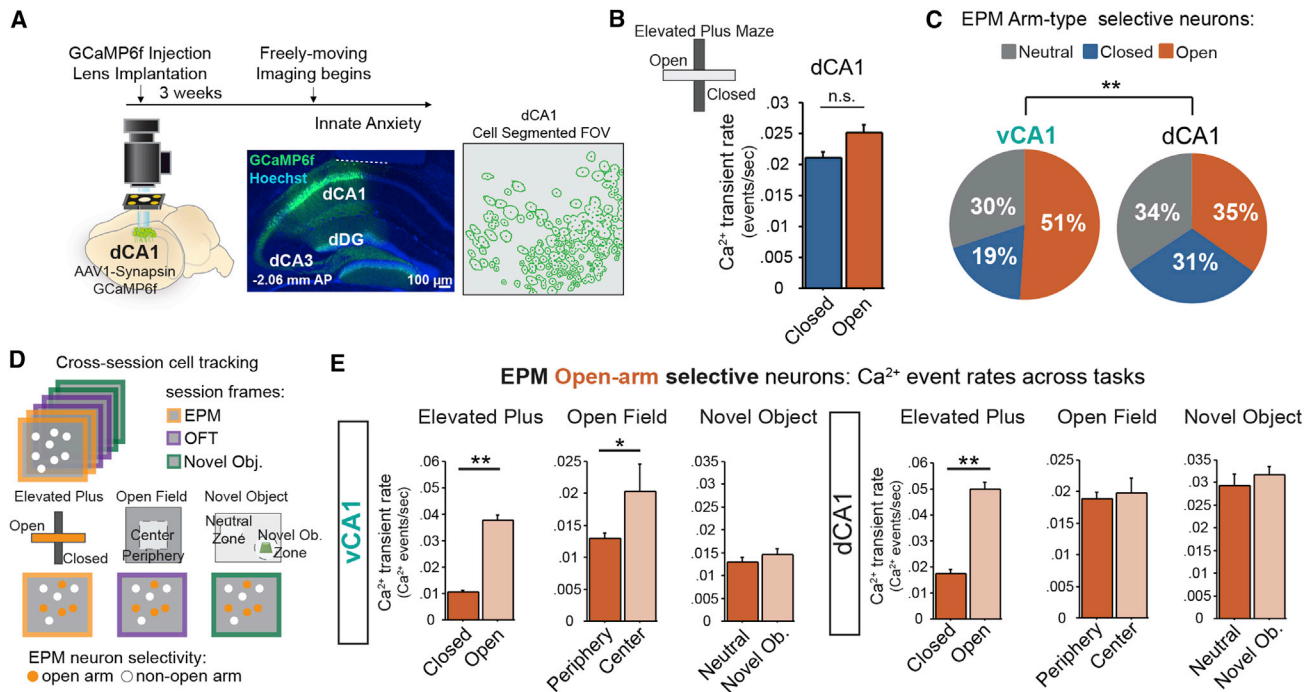 A
GCaMP6f Injection
Lens Implantation
3 weeks
Freely-moving
Imaging begins
Innate Anxiety
dCA1
AAV1-Synapsin
GCaMP6f
GCaMP6f
Hoechst
dCA1
dDG
dCA3
-2.06 mm AP
100 µm
dCA1
Cell Segmented FOV
B
Elevated Plus Maze
Open
Closed
dCA1
n.s.
Ca²⁺ transient rate
(events/sec)
.03
.025
.02
.015
.01
.005
0
Closed
Open
C
EPM Arm-type selective neurons:
Neutral
Closed
Open
**
vCA1
dCA1
30%
51%
19%
34%
35%
31%
D
Cross-session cell tracking
session frames:
EPM
OFT
Novel Obj.
Elevated Plus
Open Field
Novel Object
Open
Closed
Center
Periphery
Neutral
Zone
Novel Ob.
Zone
EPM neuron selectivity:
open arm
non-open arm
E
EPM Open-arm selective neurons: Ca²⁺ event rates across tasks
vCA1
Elevated Plus
**
Ca²⁺ transient rate
(Ca²⁺ events/sec)
.06
.05
.04
.03
.02
.01
0
Closed
Open
Open Field
*
.025
.02
.015
.01
.005
0
Periphery
Center
Novel Object
.035
.03
.025
.02
.015
.01
.005
0
Neutral
Novel Ob.
dCA1
Elevated Plus
**
Ca²⁺ transient rate
(Ca²⁺ events/sec)
.06
.05
.04
.03
.02
.01
0
Closed
Open
Open Field
.025
.02
.015
.01
.005
0
Periphery
Center
Novel Object
.035
.03
.025
.02
.015
.01
.005
0
Neutral
Novel Ob.